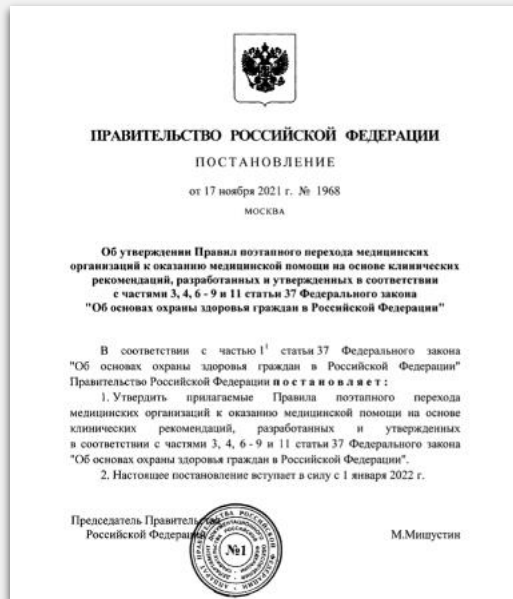 ПРАВИТЕЛЬСТВО РОССИЙСКОЙ ФЕДЕРАЦИИ
ПОСТАНОВЛЕНИЕ
от 17 ноября 2021 г. № 1968
МОСКВА
Об утверждении Правил поэтапного перехода медицинских
организаций к оказанию медицинской помощи на основе клинических
рекомендаций, разработанных и утвержденных в соответствии
с частями 3, 4, 6 - 9 и 11 статьи 37 Федерального закона
"Об основах охраны здоровья граждан в Российской Федерации"
В соответствии с частью 1¹ статьи 37 Федерального закона
"Об основах охраны здоровья граждан в Российской Федерации"
Правительство Российской Федерации постановляет:
1. Утвердить прилагаемые Правила поэтапного перехода
медицинских организаций к оказанию медицинской помощи на основе
клинических рекомендаций, разработанных и утвержденных
в соответствии с частями 3, 4, 6 - 9 и 11 статьи 37 Федерального закона
"Об основах охраны здоровья граждан в Российской Федерации".
2. Настоящее постановление вступает в силу с 1 января 2022 г.
Председатель Правительства
Российской Федерации
М.Мишустин
№1